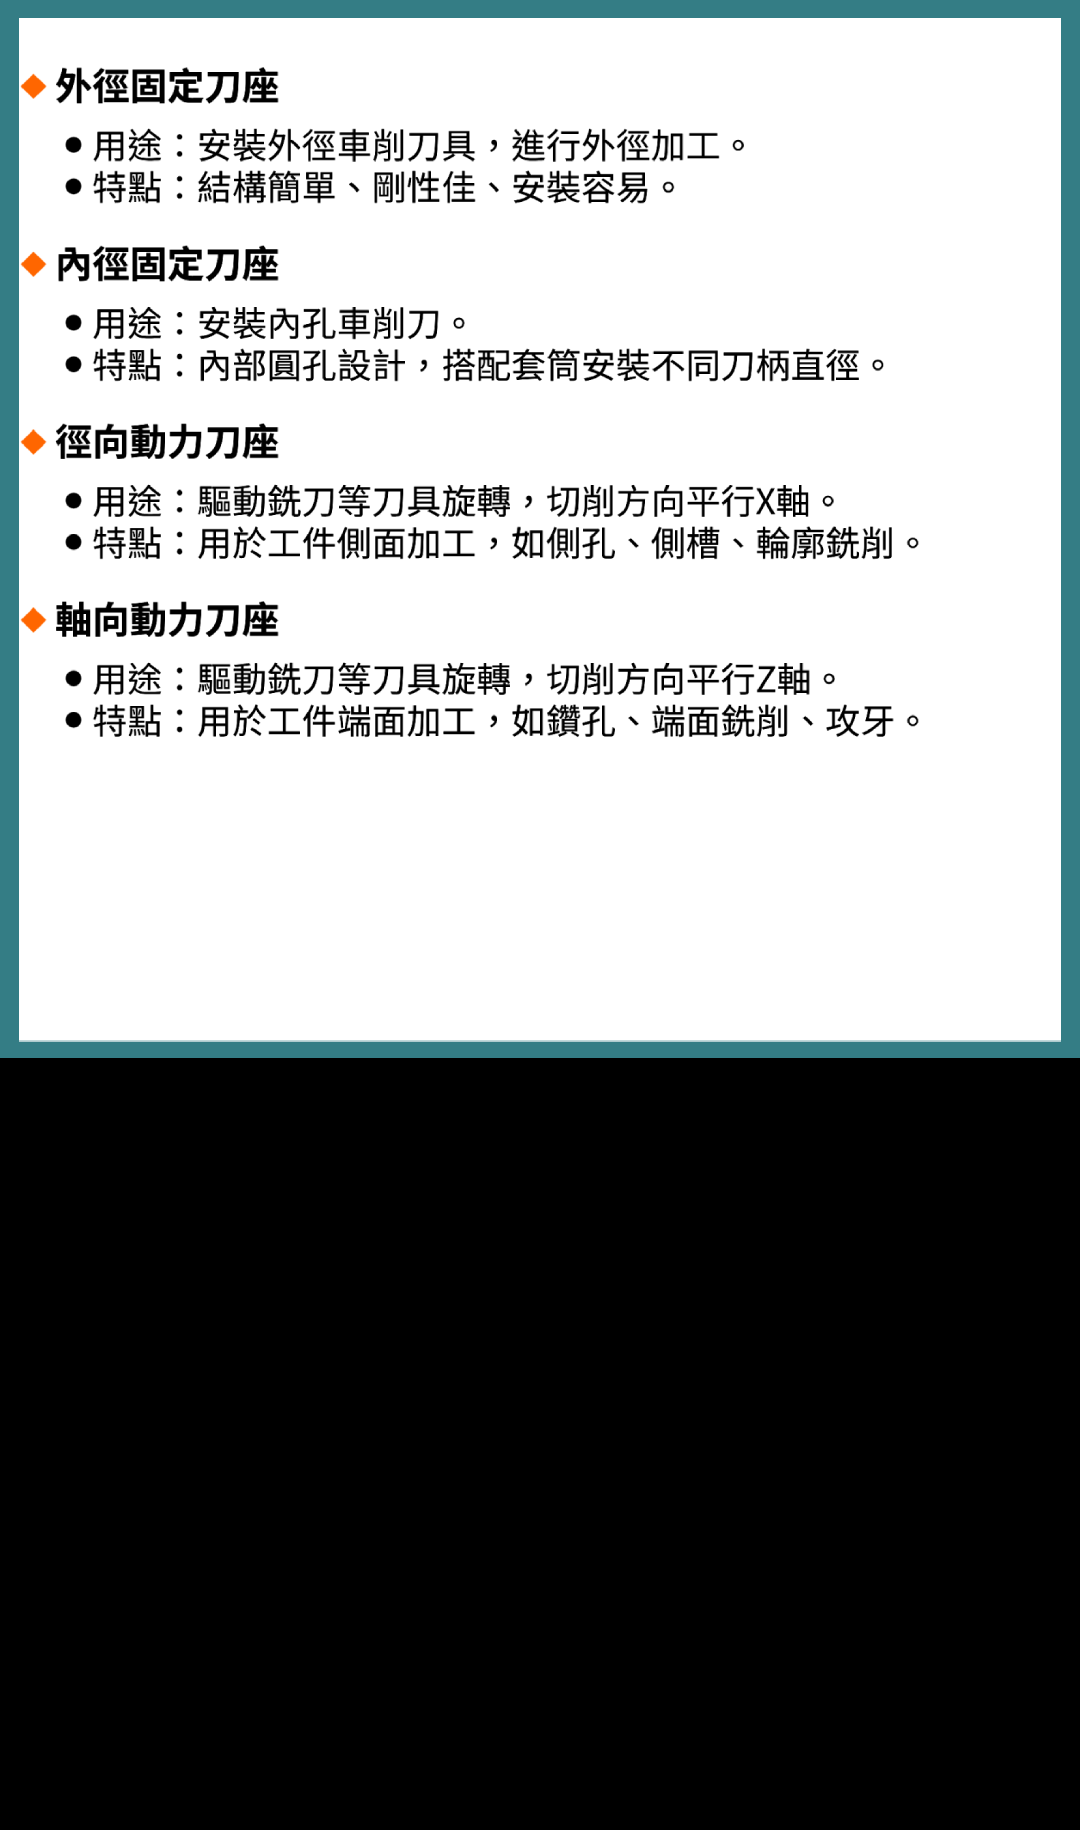 ◆ 外徑固定刀座
● 用途：安裝外徑車削刀具，進行外徑加工。
● 特點：結構簡單、剛性佳、安裝容易。
◆ 內徑固定刀座
● 用途：安裝內孔車削刀。
● 特點：內部圓孔設計，搭配套筒安裝不同刀柄直徑。
◆ 徑向動力刀座
● 用途：驅動銑刀等刀具旋轉，切削方向平行X軸。
● 特點：用於工件側面加工，如側孔、側槽、輪廓銑削。
◆ 軸向動力刀座
● 用途：驅動銑刀等刀具旋轉，切削方向平行Z軸。
● 特點：用於工件端面加工，如鑽孔、端面銑削、攻牙。